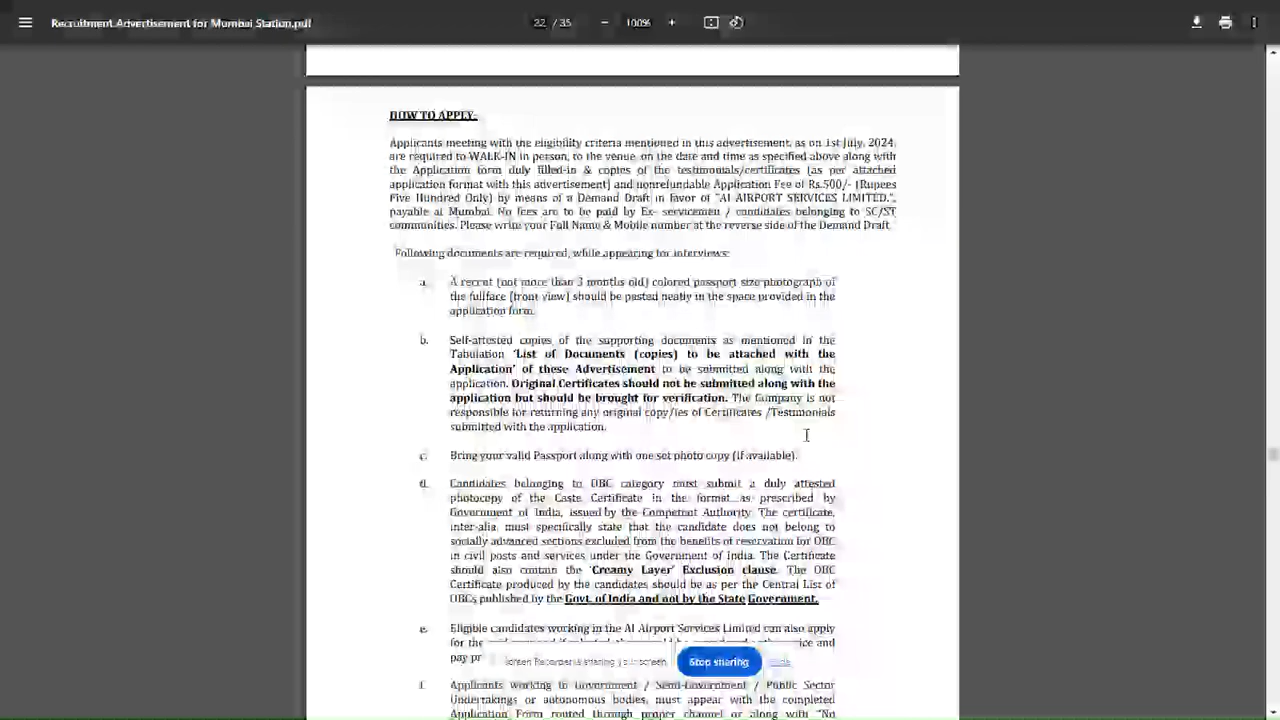 Recruitment Advertisement for Mumbai Station.pdf
22 / 35
100%
HOW TO APPLY:
Applicants meeting with the eligibility criteria mentioned in this advertisement, as on 1st July, 2024,
are required to WALK-IN in person, to the venue, on the date and time as specified above along with
the Application form duly filled-in & copies of the testimonials/certificates (as per attached
application format with this advertisement) and nonrefundable Application Fee of Rs.500/- (Rupees
Five Hundred Only) by means of a Demand Draft in favor of "AI AIRPORT SERVICES LIMITED.",
payable at Mumbai. No fees are to be paid by Ex- servicemen / candidates belonging to SC/ST
communities. Please write your Full Name & Mobile number at the reverse side of the Demand Draft.
Following documents are required, while appearing for interviews:
a. A recent (not more than 3 months old) colored passport size photograph of
the fullface (front view) should be pasted neatly in the space provided in the
application form.
b. Self-attested copies of the supporting documents as mentioned in the
Tabulation 'List of Documents (copies) to be attached with the
Application' of these Advertisement to be submitted along with the
application. Original Certificates should not be submitted along with the
application but should be brought for verification. The Company is not
responsible for returning any original copy/ies of Certificates /Testimonials
submitted with the application.
c. Bring your valid Passport along with one set photo copy (if available).
d. Candidates belonging to OBC category must submit a duly attested
photocopy of the Caste Certificate in the format as prescribed by
Government of India, issued by the Competent Authority. The certificate,
inter-alia, must specifically state that the candidate does not belong to
socially advanced sections excluded from the benefits of reservation for OBC
in civil posts and services under the Government of India. The Certificate
should also contain the 'Creamy Layer' Exclusion clause. The OBC
Certificate produced by the candidates should be as per the Central List of
OBCs published by the Govt. of India and not by the State Government.
e. Eligible candidates working in the AI Airport Services Limited can also apply
for the
and
pay
Screen Recorder is sharing your screen.
Stop sharing
Hide
f. Applicants working in Government / Semi-Government / Public Sector
Undertakings or autonomous bodies, must appear with the completed
Application Form routed through proper channel or along with "No